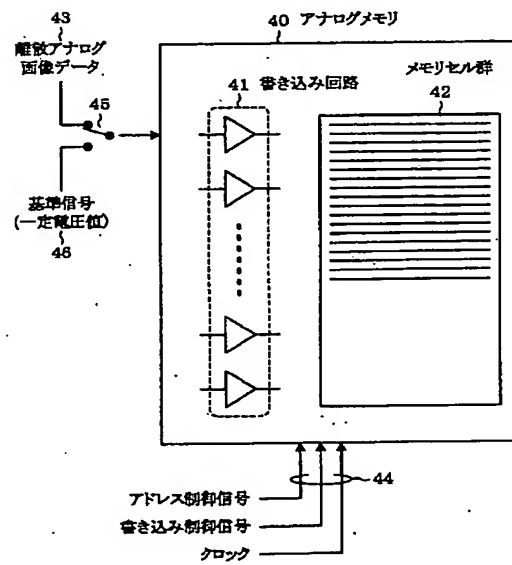 43
離散アナログ
画像データ
45
基準信号
(一定電圧位)
46
40 アナログメモリ
41 書き込み回路
メモリセル群
42
44
アドレス制御信号
書き込み制御信号
クロック